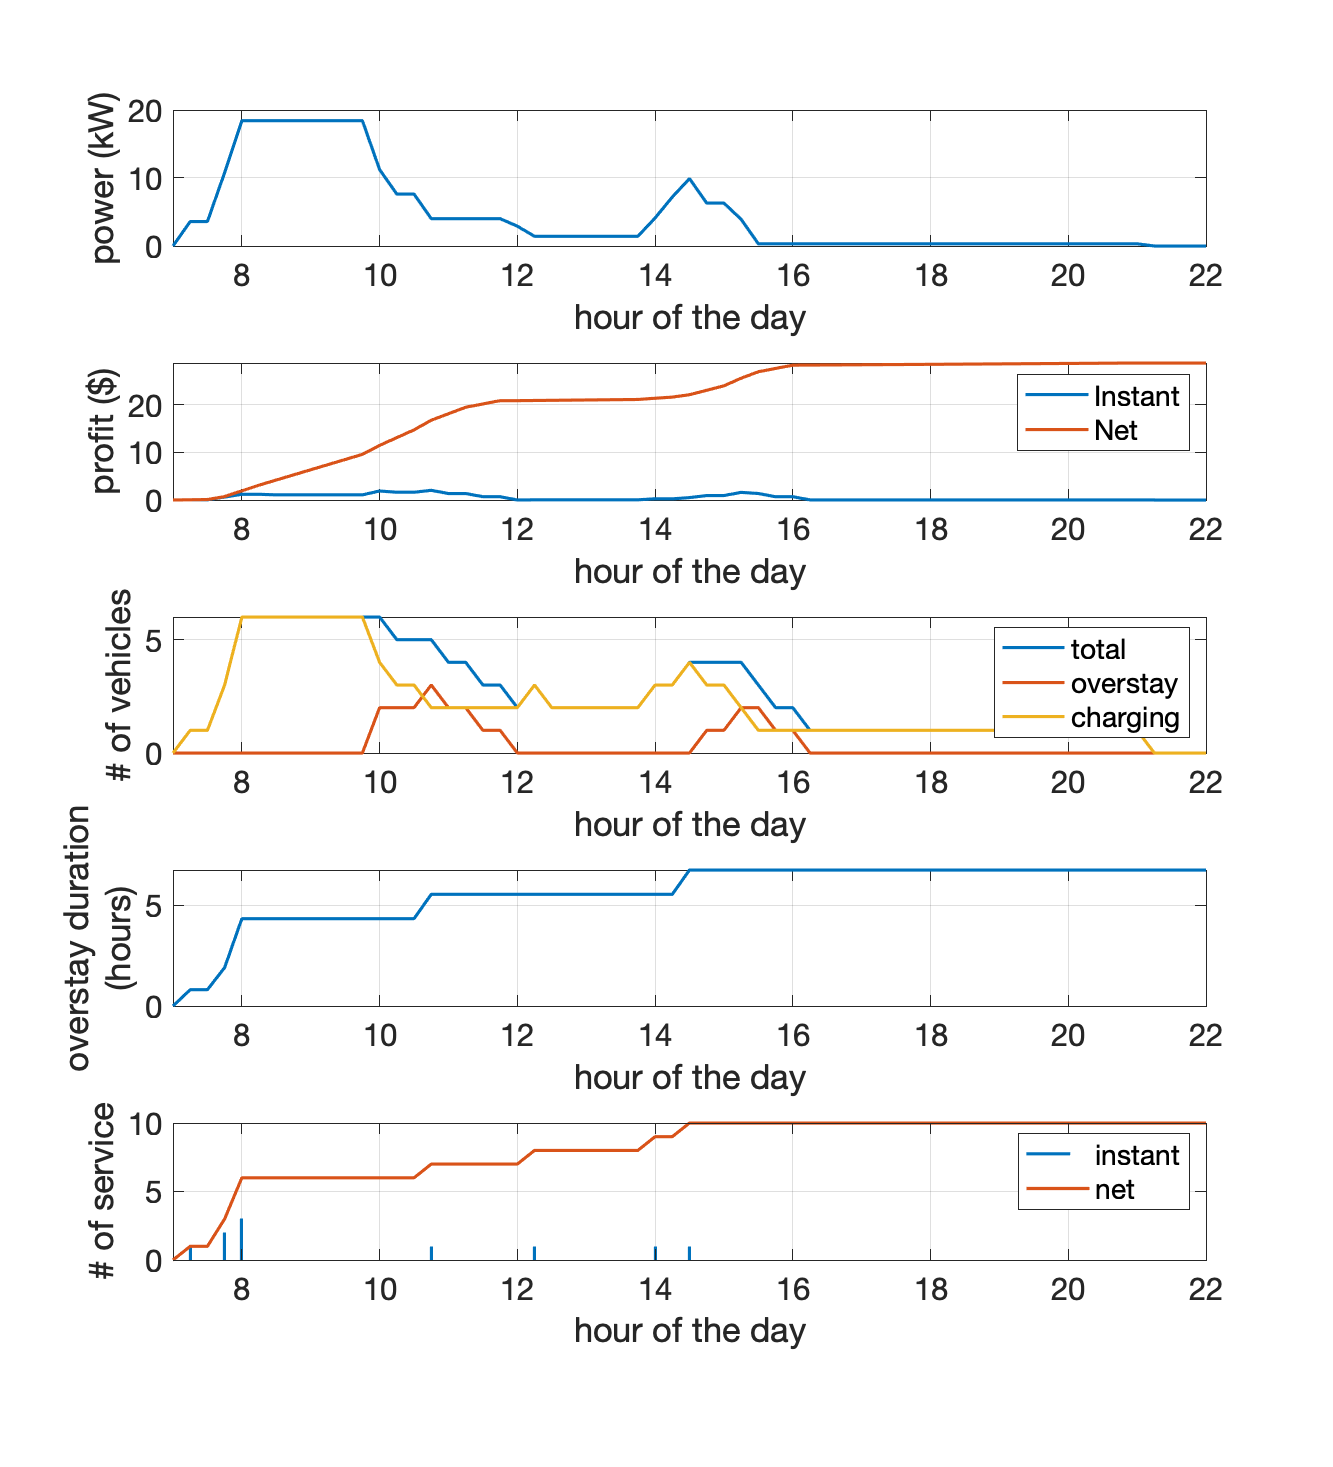 power (kW)
20
10
0
8 10 12 14 16 18 20 22
hour of the day
profit ($)
20
10
0
Instant
Net
8 10 12 14 16 18 20 22
hour of the day
# of vehicles
5
0
total
overstay
charging
8 10 12 14 16 18 20 22
hour of the day
overstay duration
(hours)
5
0
8 10 12 14 16 18 20 22
hour of the day
# of service
10
5
0
instant
net
8 10 12 14 16 18 20 22
hour of the day